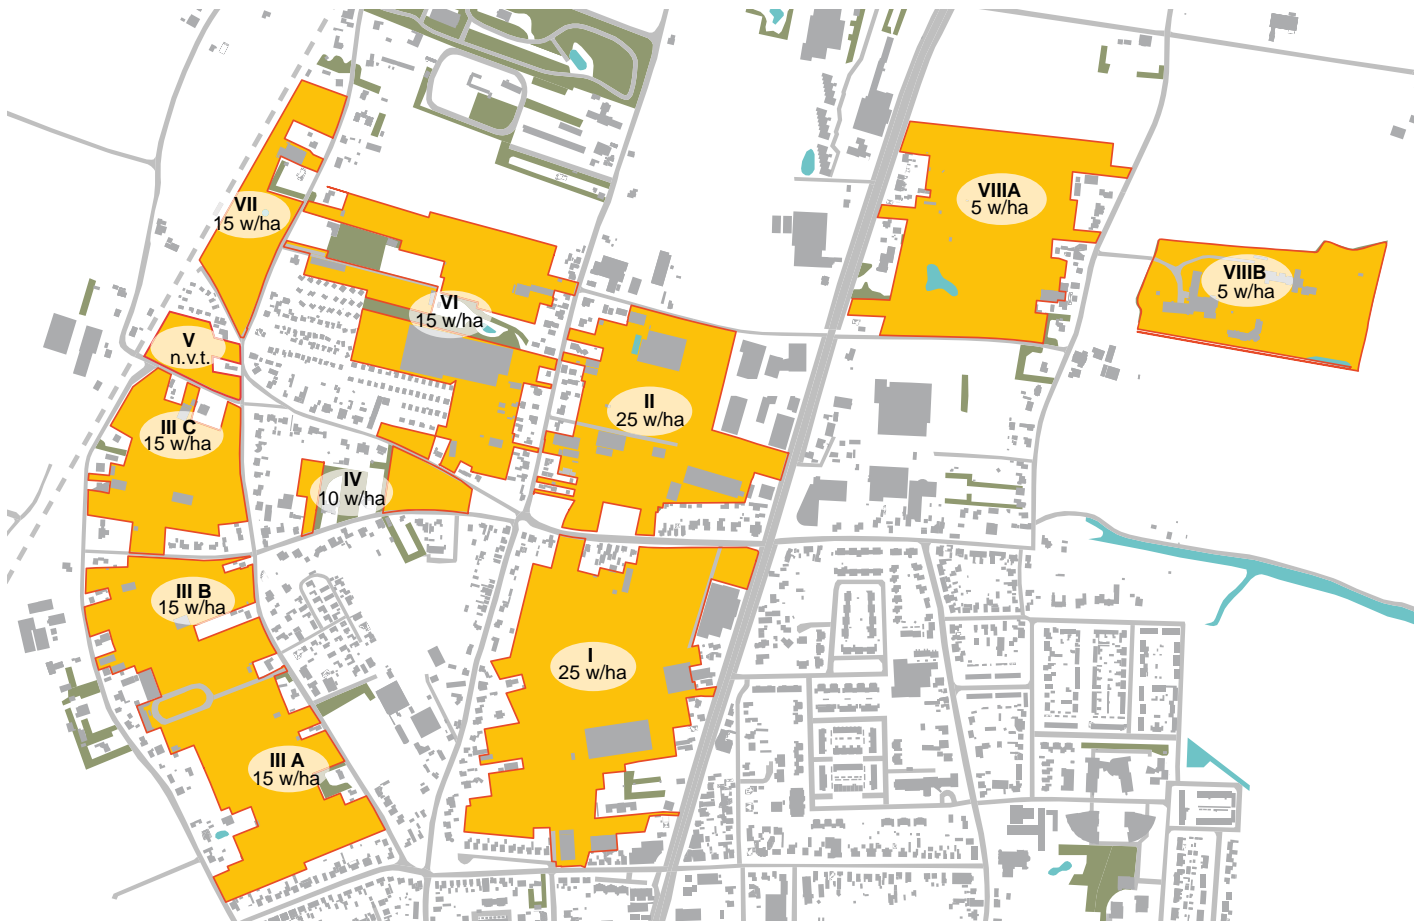 VIIIA
5 w/ha
VII
15 w/ha
VIIIB
5 w/ha
VI
15 w/ha
V
n.v.t.
II
25 w/ha
III C
15 w/ha
IV
10 w/ha
III B
15 w/ha
I
25 w/ha
III A
15 w/ha